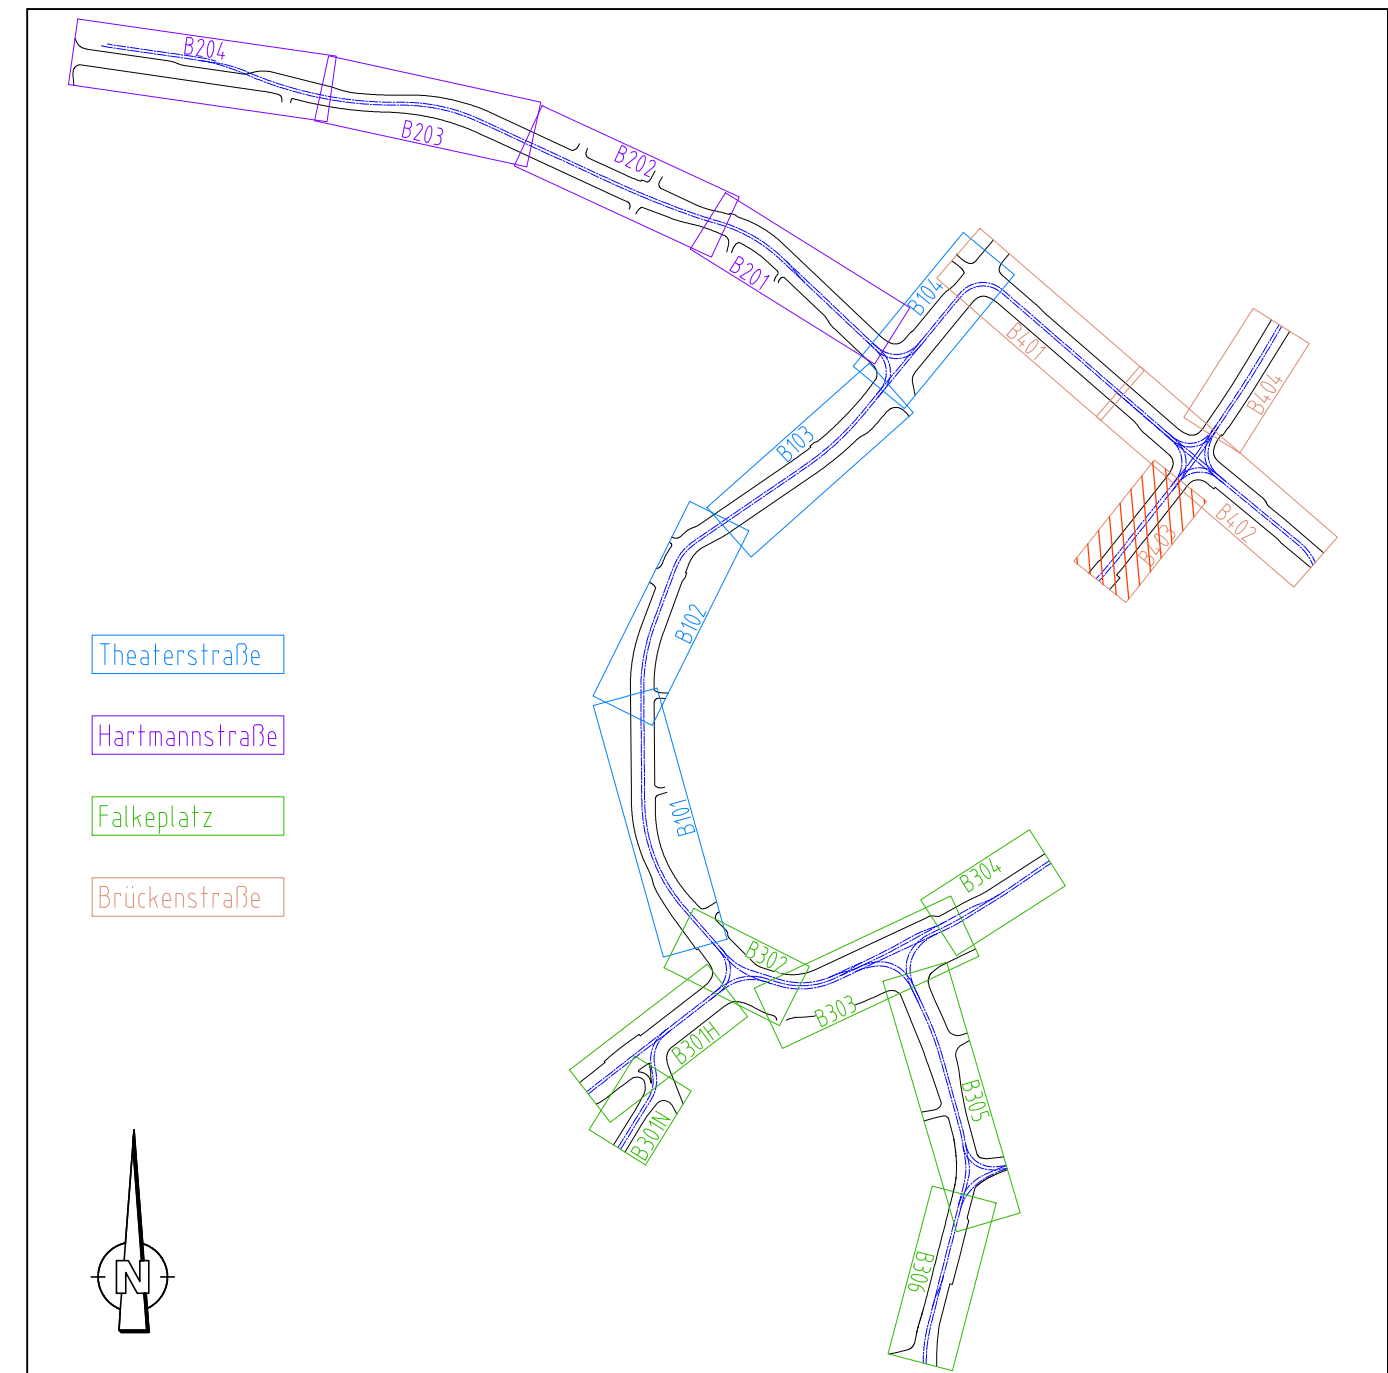 B204
B203
B202
B201
B104
B401
B404
B103
B402
B403
B102
Theaterstraße
Hartmannstraße
B101
Falkeplatz
B304
Brückenstraße
B302
B303
B301H
B305
B301N
B306
N